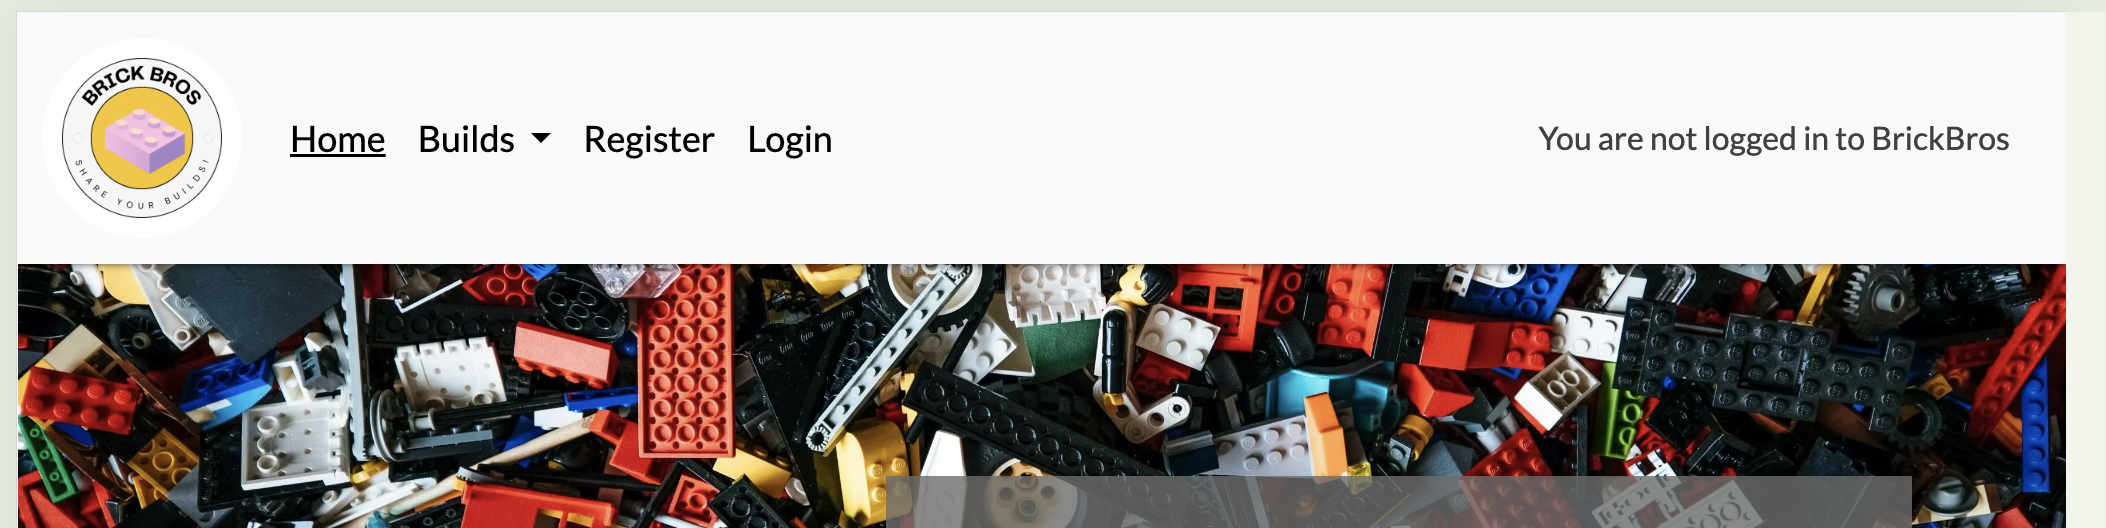 BRICK BROS
SHARE YOUR BUILDS!
Home Builds Register Login
You are not logged in to BrickBros